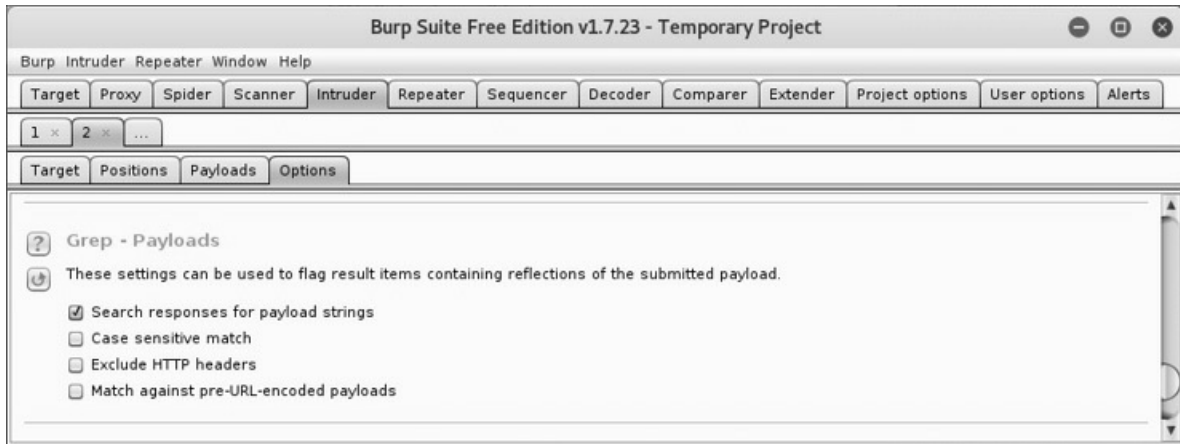 Burp Suite Free Edition v1.7.23 - Temporary Project
Burp Intruder Repeater Window Help
Target Proxy Spider Scanner Intruder Repeater Sequencer Decoder Comparer Extender Project options User options Alerts
1 × 2 × ...
Target Positions Payloads Options
? Grep - Payloads
These settings can be used to flag result items containing reflections of the submitted payload.
Search responses for payload strings
Case sensitive match
Exclude HTTP headers
Match against pre-URL-encoded payloads